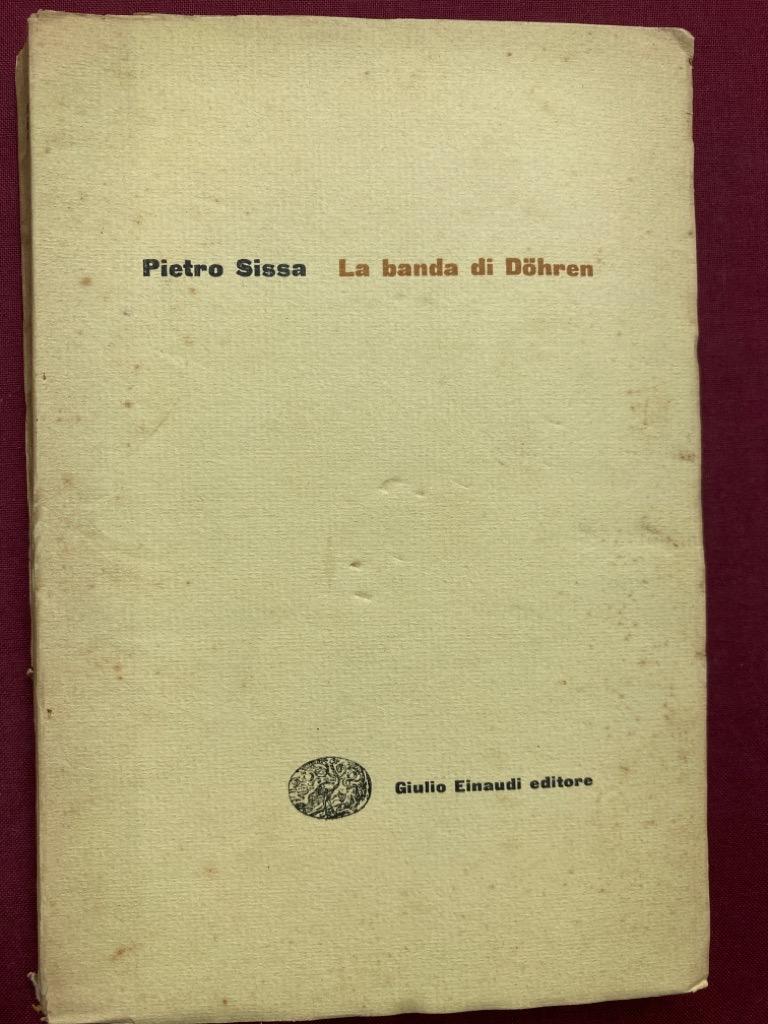 Pietro Sissa La banda di Döhren
Giulio Einaudi editore